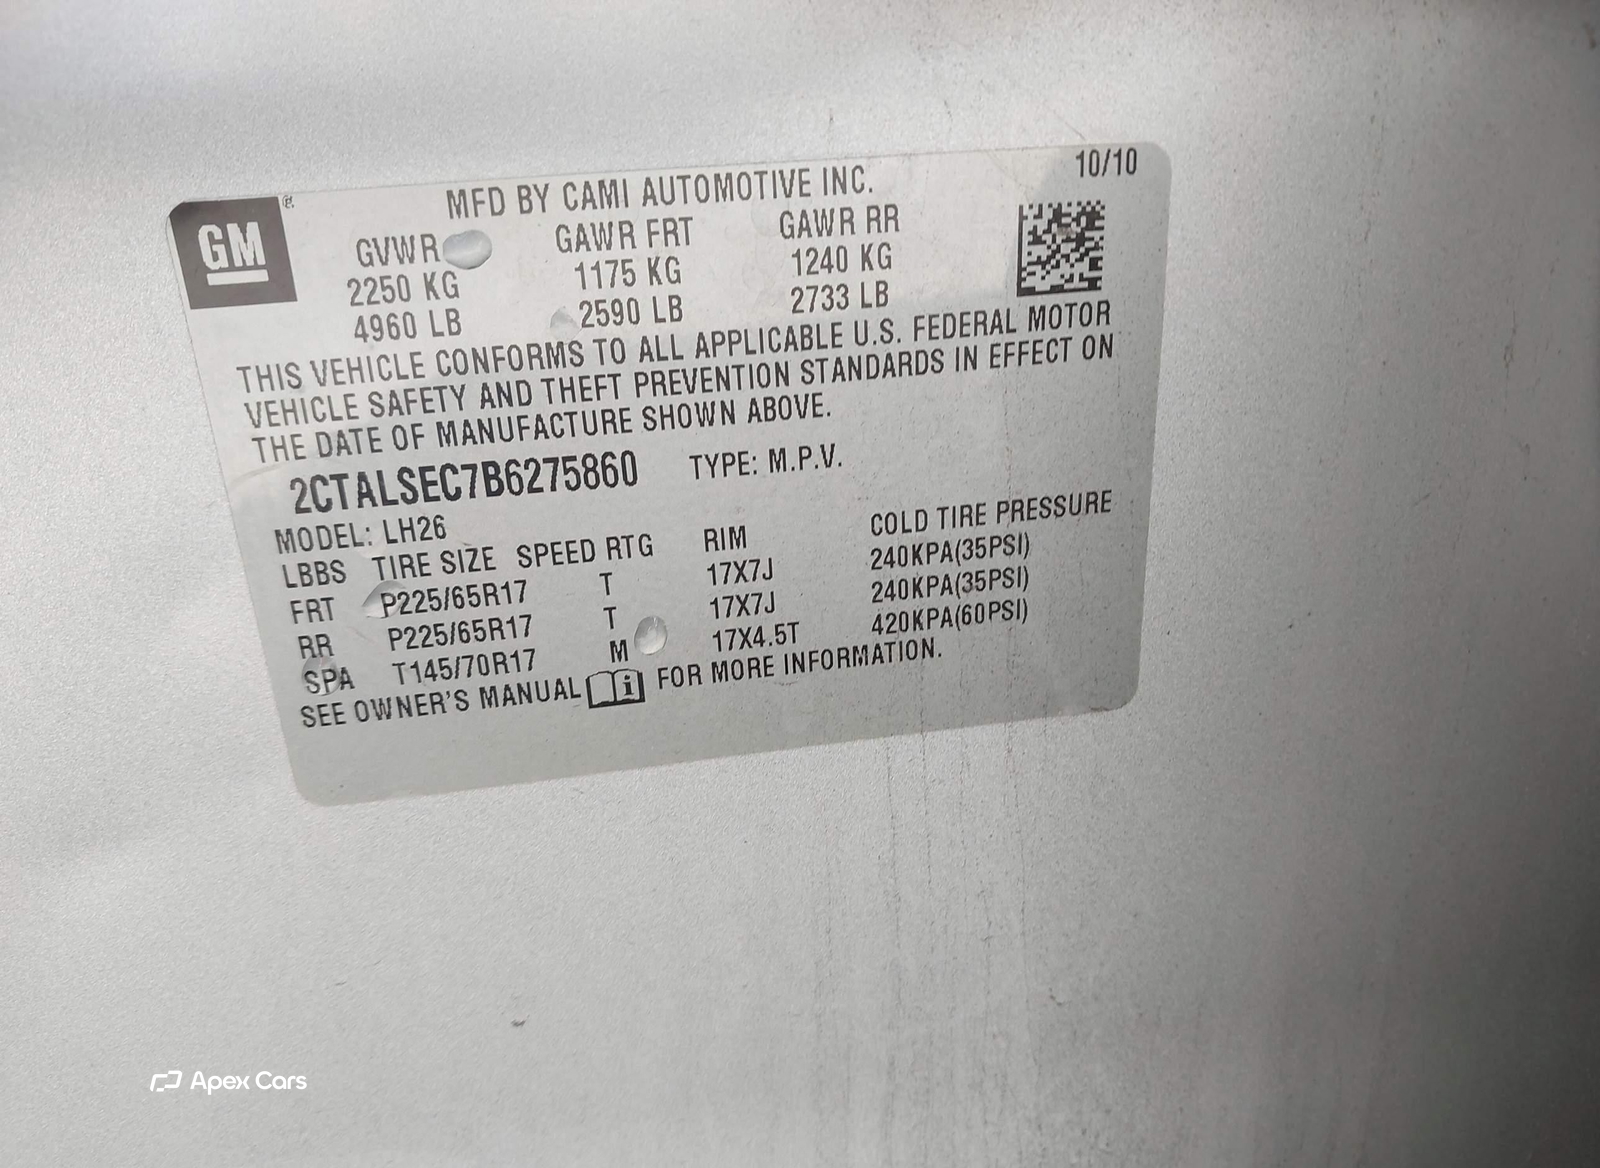 10/10
GM ®
MFD BY CAMI AUTOMOTIVE INC.
GVWR GAWR FRT GAWR RR
2250 KG 1175 KG 1240 KG
4960 LB 2590 LB 2733 LB
THIS VEHICLE CONFORMS TO ALL APPLICABLE U.S. FEDERAL MOTOR
VEHICLE SAFETY AND THEFT PREVENTION STANDARDS IN EFFECT ON
THE DATE OF MANUFACTURE SHOWN ABOVE.
2CTALSEC7B6275860 TYPE: M.P.V.
MODEL: LH26
LBBS TIRE SIZE SPEED RTG RIM COLD TIRE PRESSURE
FRT P225/65R17 T 17X7J 240KPA(35PSI)
RR P225/65R17 T 17X7J 240KPA(35PSI)
SPA T145/70R17 M 17X4.5T 420KPA(60PSI)
SEE OWNER'S MANUAL i FOR MORE INFORMATION.
Apex Cars